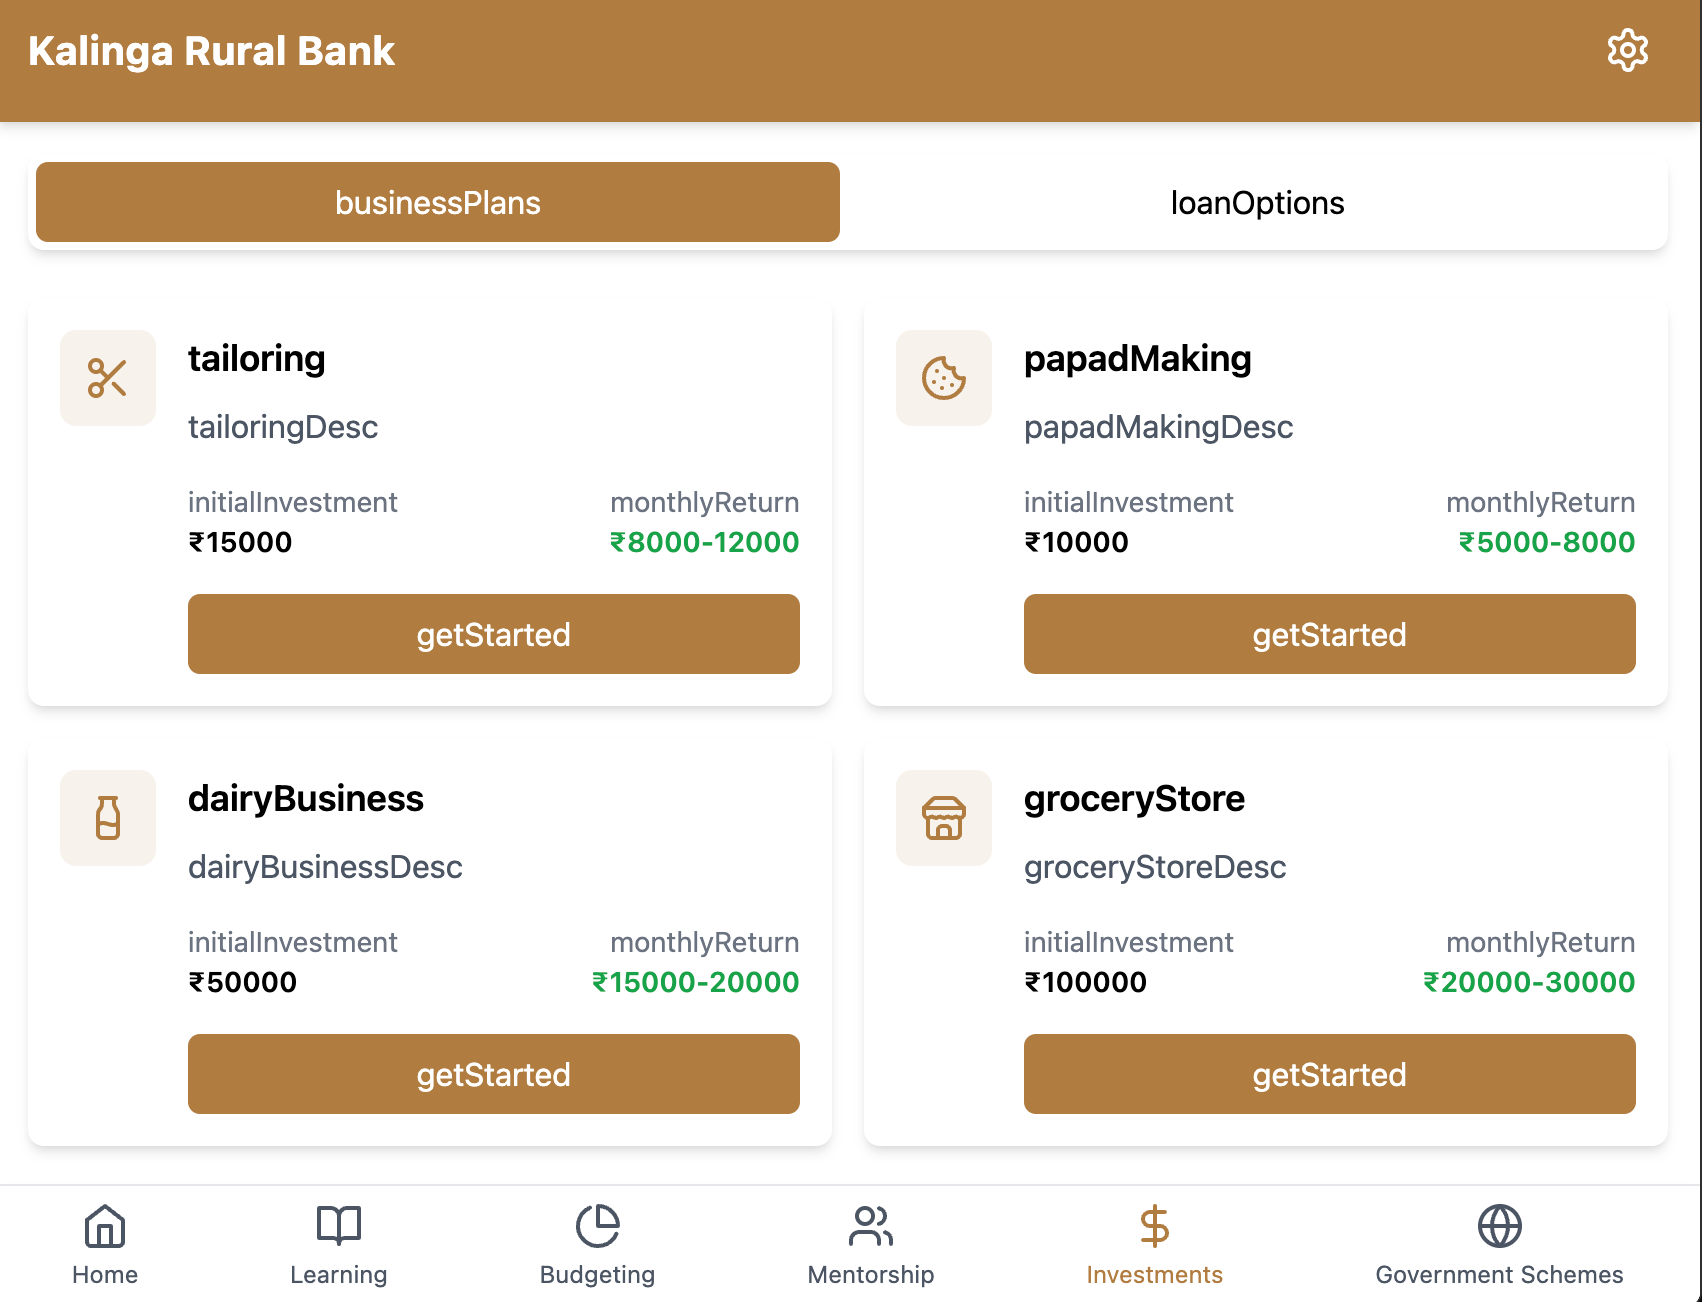 Kalinga Rural Bank
businessPlans
loanOptions
tailoring
tailoringDesc
initialInvestment monthlyReturn
₹15000 ₹8000-12000
getStarted
papadMaking
papadMakingDesc
initialInvestment monthlyReturn
₹10000 ₹5000-8000
getStarted
dairyBusiness
dairyBusinessDesc
initialInvestment monthlyReturn
₹50000 ₹15000-20000
getStarted
groceryStore
groceryStoreDesc
initialInvestment monthlyReturn
₹100000 ₹20000-30000
getStarted
Home Learning Budgeting Mentorship Investments Government Schemes